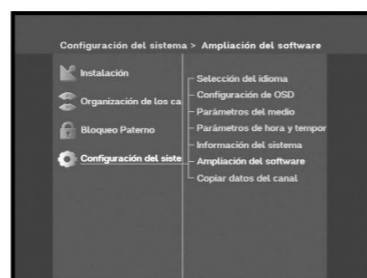 Configuración del sistema > Ampliación del software
Instalación
Organización de los ca
Bloqueo Paterno
Configuración del siste
Selección del idioma
Configuración de OSD
Parámetros del medio
Parámetros de hora y tempor
Información del sistema
Ampliación del software
Copiar datos del canal